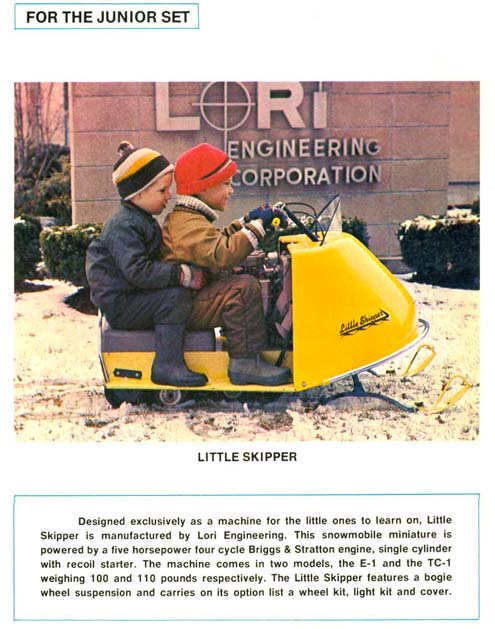 FOR THE JUNIOR SET
LORI
ENGINEERING
CORPORATION
Little Skipper
LITTLE SKIPPER
Designed exclusively as a machine for the little ones to learn on, Little
Skipper is manufactured by Lori Engineering. This snowmobile miniature is
powered by a five horsepower four cycle Briggs & Stratton engine, single cylinder
with recoil starter. The machine comes in two models, the E-1 and the TC-1
weighing 100 and 110 pounds respectively. The Little Skipper features a bogie
wheel suspension and carries on its option list a wheel kit, light kit and cover.